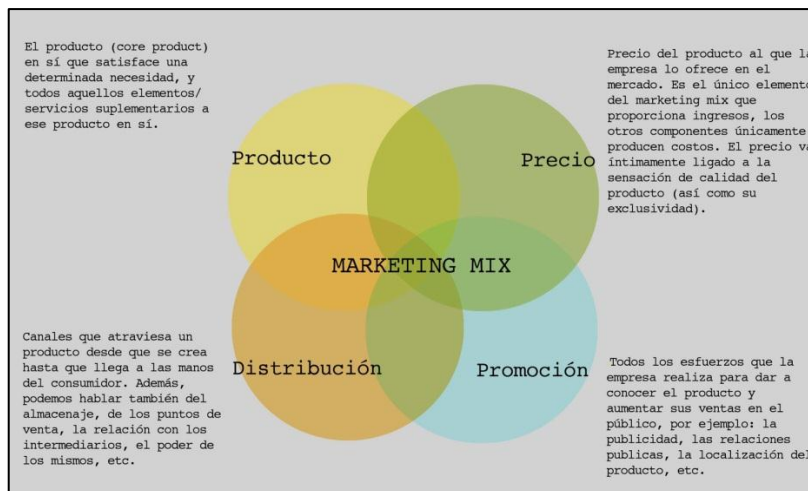 El producto (core product)
en sí que satisface una
determinada necesidad, y
todos aquellos elementos/
servicios suplementarios a
ese producto en sí.
Precio del producto al que la
empresa lo ofrece en el
mercado. Es el único elemento
del marketing mix que
proporciona ingresos, los
otros componentes únicamente
producen costos. El precio va
íntimamente ligado a la
sensación de calidad del
producto (así como su
exclusividad).
Producto
Precio
MARKETING MIX
Distribución
Promoción
Canales que atraviesa un
producto desde que se crea
hasta que llega a las manos
del consumidor. Además,
podemos hablar también del
almacenaje, de los puntos de
venta, la relación con los
intermediarios, el poder de
los mismos, etc.
Todos los esfuerzos que la
empresa realiza para dar a
conocer el producto y
aumentar sus ventas en el
público, por ejemplo: la
publicidad, las relaciones
publicas, la localización del
producto, etc.